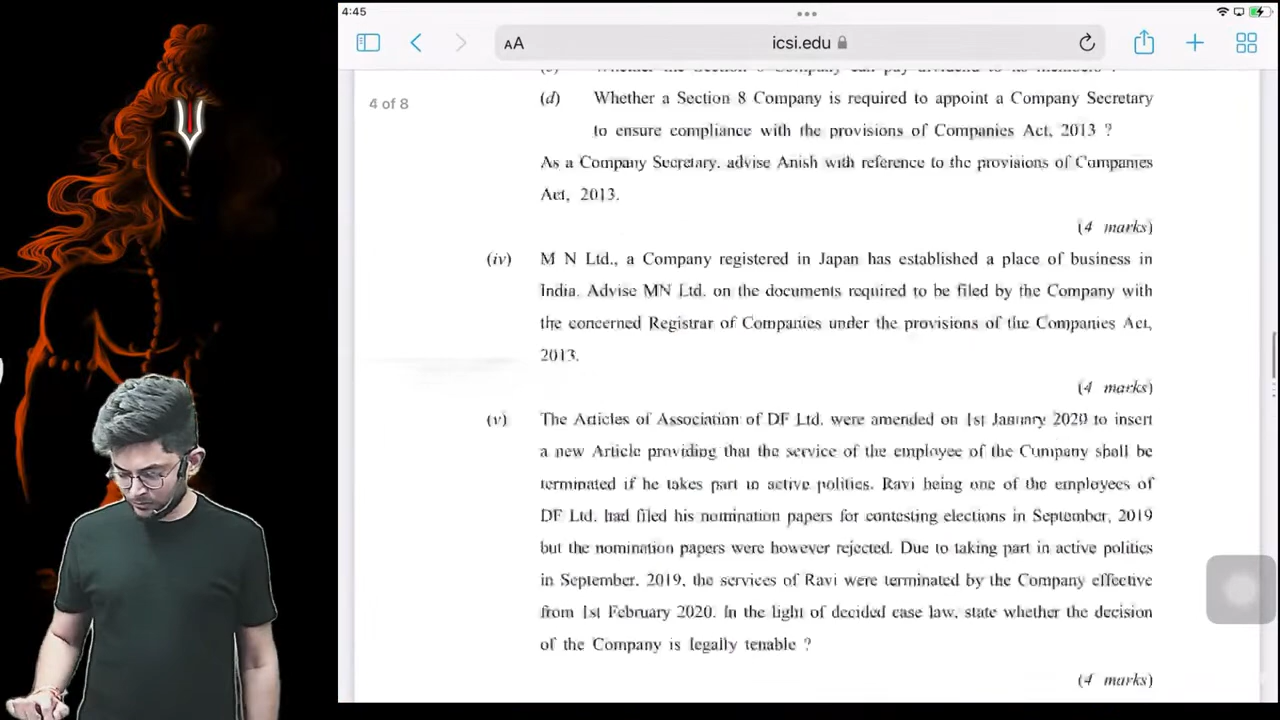 4:45
AA
icsi.edu
4 of 8
(d) Whether a Section 8 Company is required to appoint a Company Secretary
to ensure compliance with the provisions of Companies Act, 2013 ?
As a Company Secretary, advise Anish with reference to the provisions of Companies
Act, 2013.
(4 marks)
(iv) M N Ltd., a Company registered in Japan has established a place of business in
India. Advise MN Ltd. on the documents required to be filed by the Company with
the concerned Registrar of Companies under the provisions of the Companies Act,
2013.
(4 marks)
(v) The Articles of Association of DF Ltd. were amended on 1st January 2020 to insert
a new Article providing that the service of the employee of the Company shall be
terminated if he takes part in active politics. Ravi being one of the employees of
DF Ltd. had filed his nomination papers for contesting elections in September, 2019
but the nomination papers were however rejected. Due to taking part in active politics
in September, 2019, the services of Ravi were terminated by the Company effective
from 1st February 2020. In the light of decided case law, state whether the decision
of the Company is legally tenable ?
(4 marks)